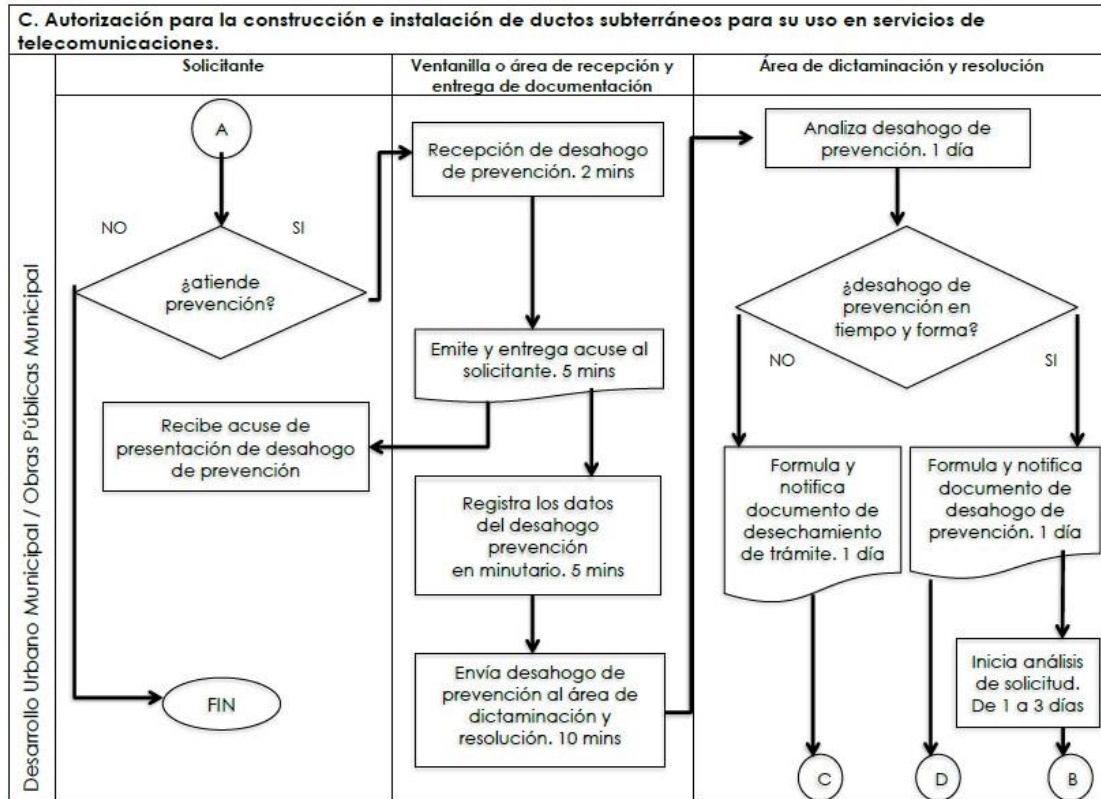 C. Autorización para la construcción e instalación de ductos subterráneos para su uso en servicios de
telecomunicaciones.
Desarrollo Urbano Municipal / Obras Públicas Municipal
Solicitante
A
NO
SI
¿atiende
prevención?
Recibe acuse de
presentación de desahogo
de prevención
FIN
Ventanilla o área de recepción y
entrega de documentación
Recepción de desahogo
de prevención. 2 mins
Emite y entrega acuse al
solicitante. 5 mins
Registra los datos
del desahogo
prevención
en minutario. 5 mins
Envía desahogo de
prevención al área de
dictaminación y
resolución. 10 mins
Área de dictaminación y resolución
Analiza desahogo de
prevención. 1 día
¿desahogo de
prevención en
tiempo y forma?
NO
SI
Formula y
notifica
documento de
desechamiento
de trámite. 1 día
Formula y notifica
documento de
desahogo de
prevención. 1 día
Inicia análisis
de solicitud.
De 1 a 3 días
C
D
B